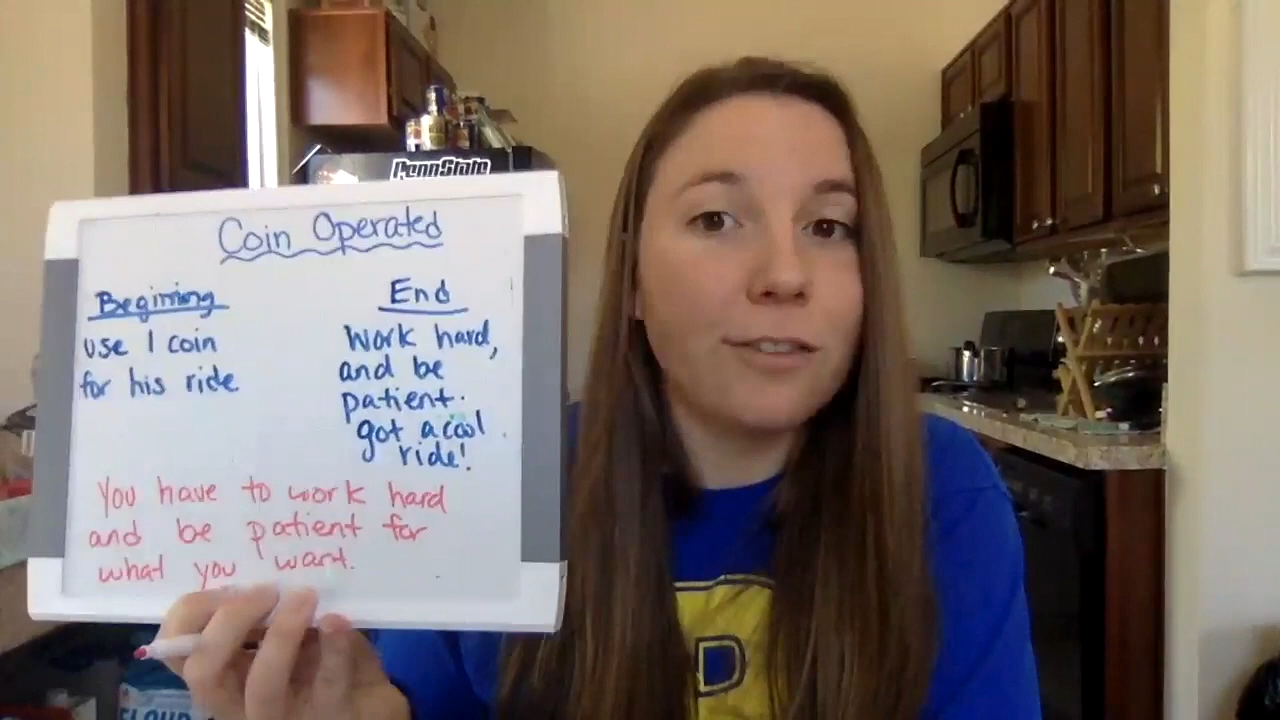 PennState
Coin Operated
Begining
use 1 coin
for his ride
End
Work hard,
and be
patient.
got a cool
ride!
You have to work hard
and be patient for
what you want.
FLOUR